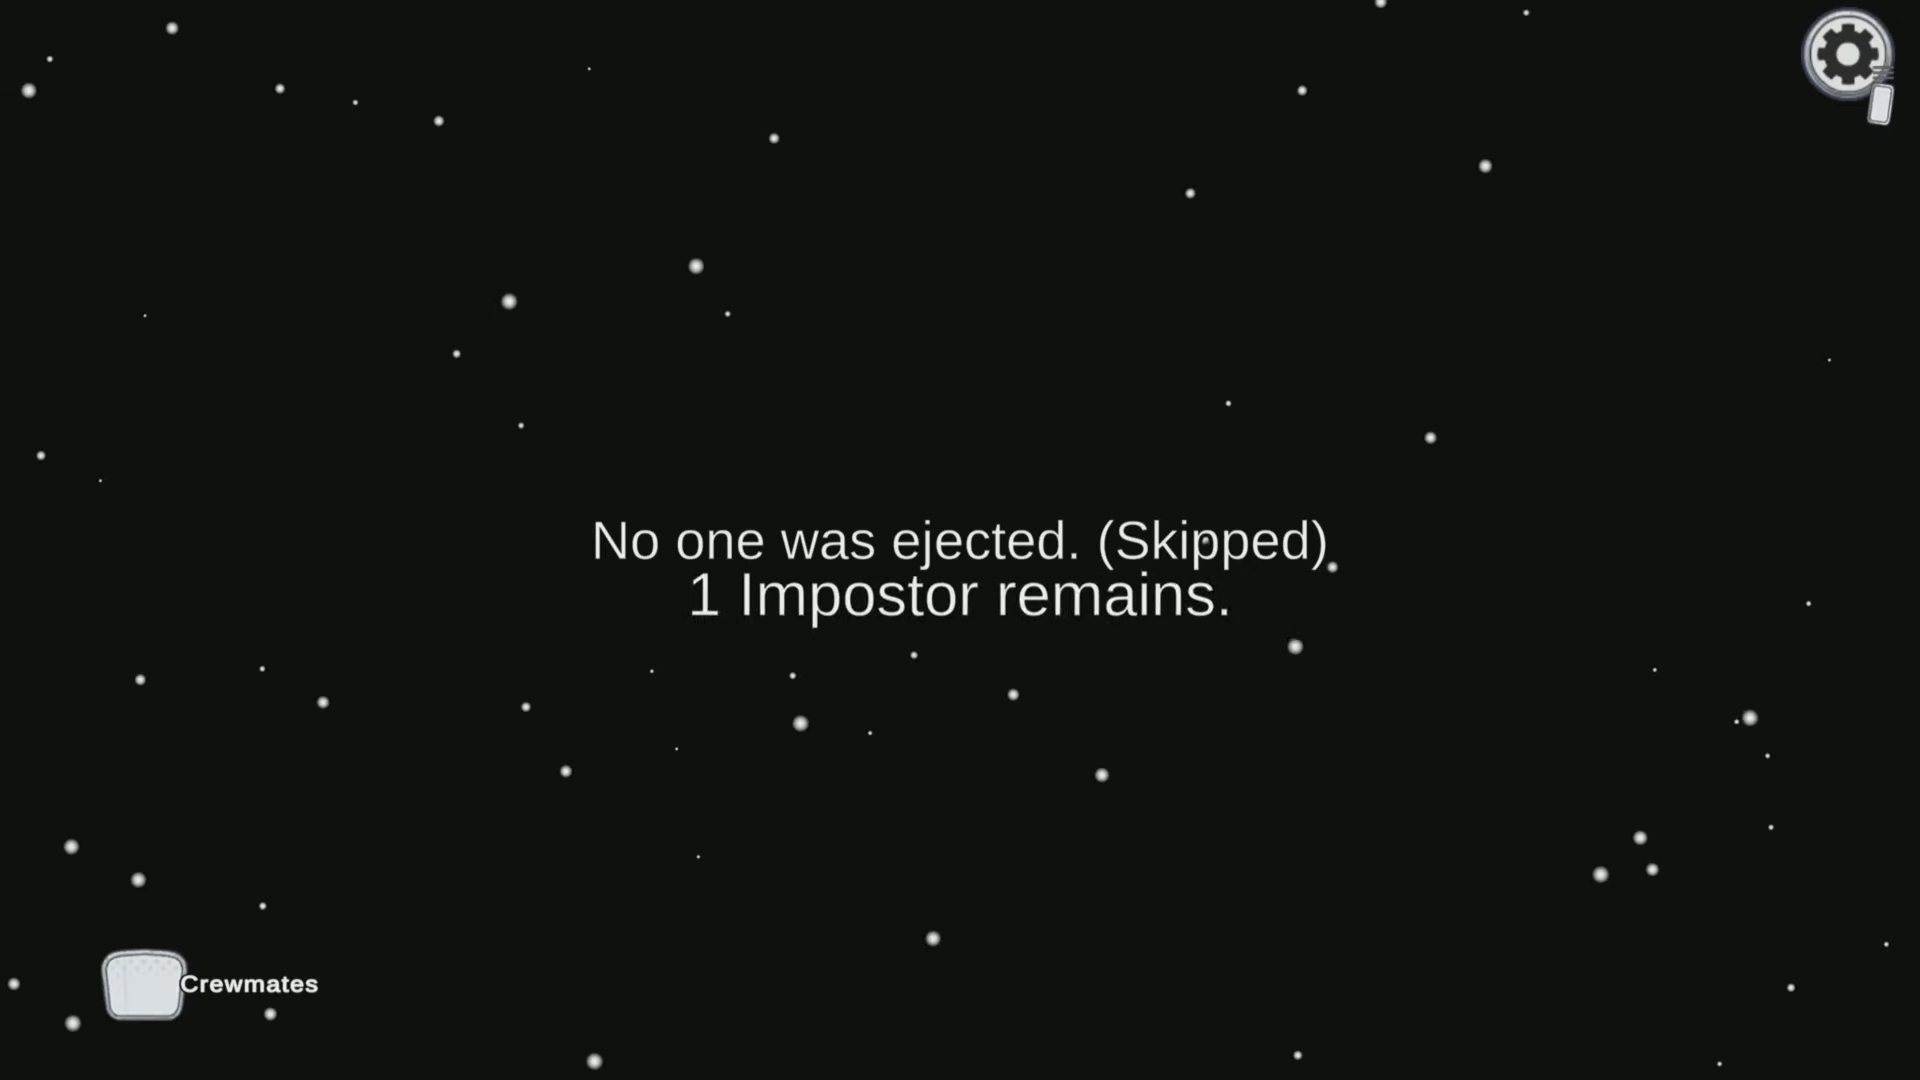 No one was ejected. (Skipped)
1 Impostor remains.
Crewmates